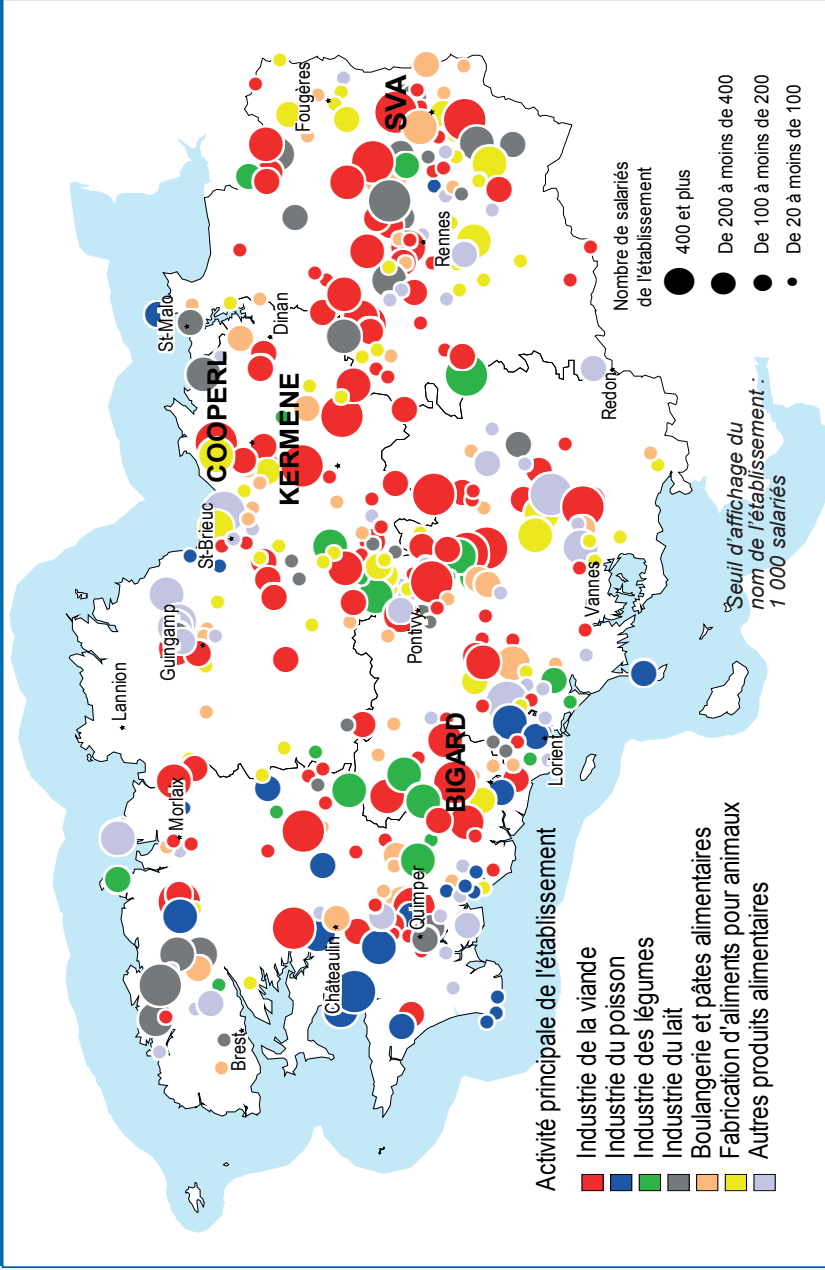 Lannion
Morlaix
Guingamp
St-Brieuc
St-Malo
Fougères
Brest
Châteaulin
Dinan
COOPERL
KERMENE
SVA
Rennes
Quimper
BIGARD
Pontivy
Lorient
Vannes
Redon
Activité principale de l'établissement
Industrie de la viande
Industrie du poisson
Industrie des légumes
Industrie du lait
Boulangerie et pâtes alimentaires
Fabrication d'aliments pour animaux
Autres produits alimentaires
Seuil d'affichage du
nom de l'établissement :
1 000 salariés
Nombre de salariés
de l'établissement
400 et plus
De 200 à moins de 400
De 100 à moins de 200
De 20 à moins de 100